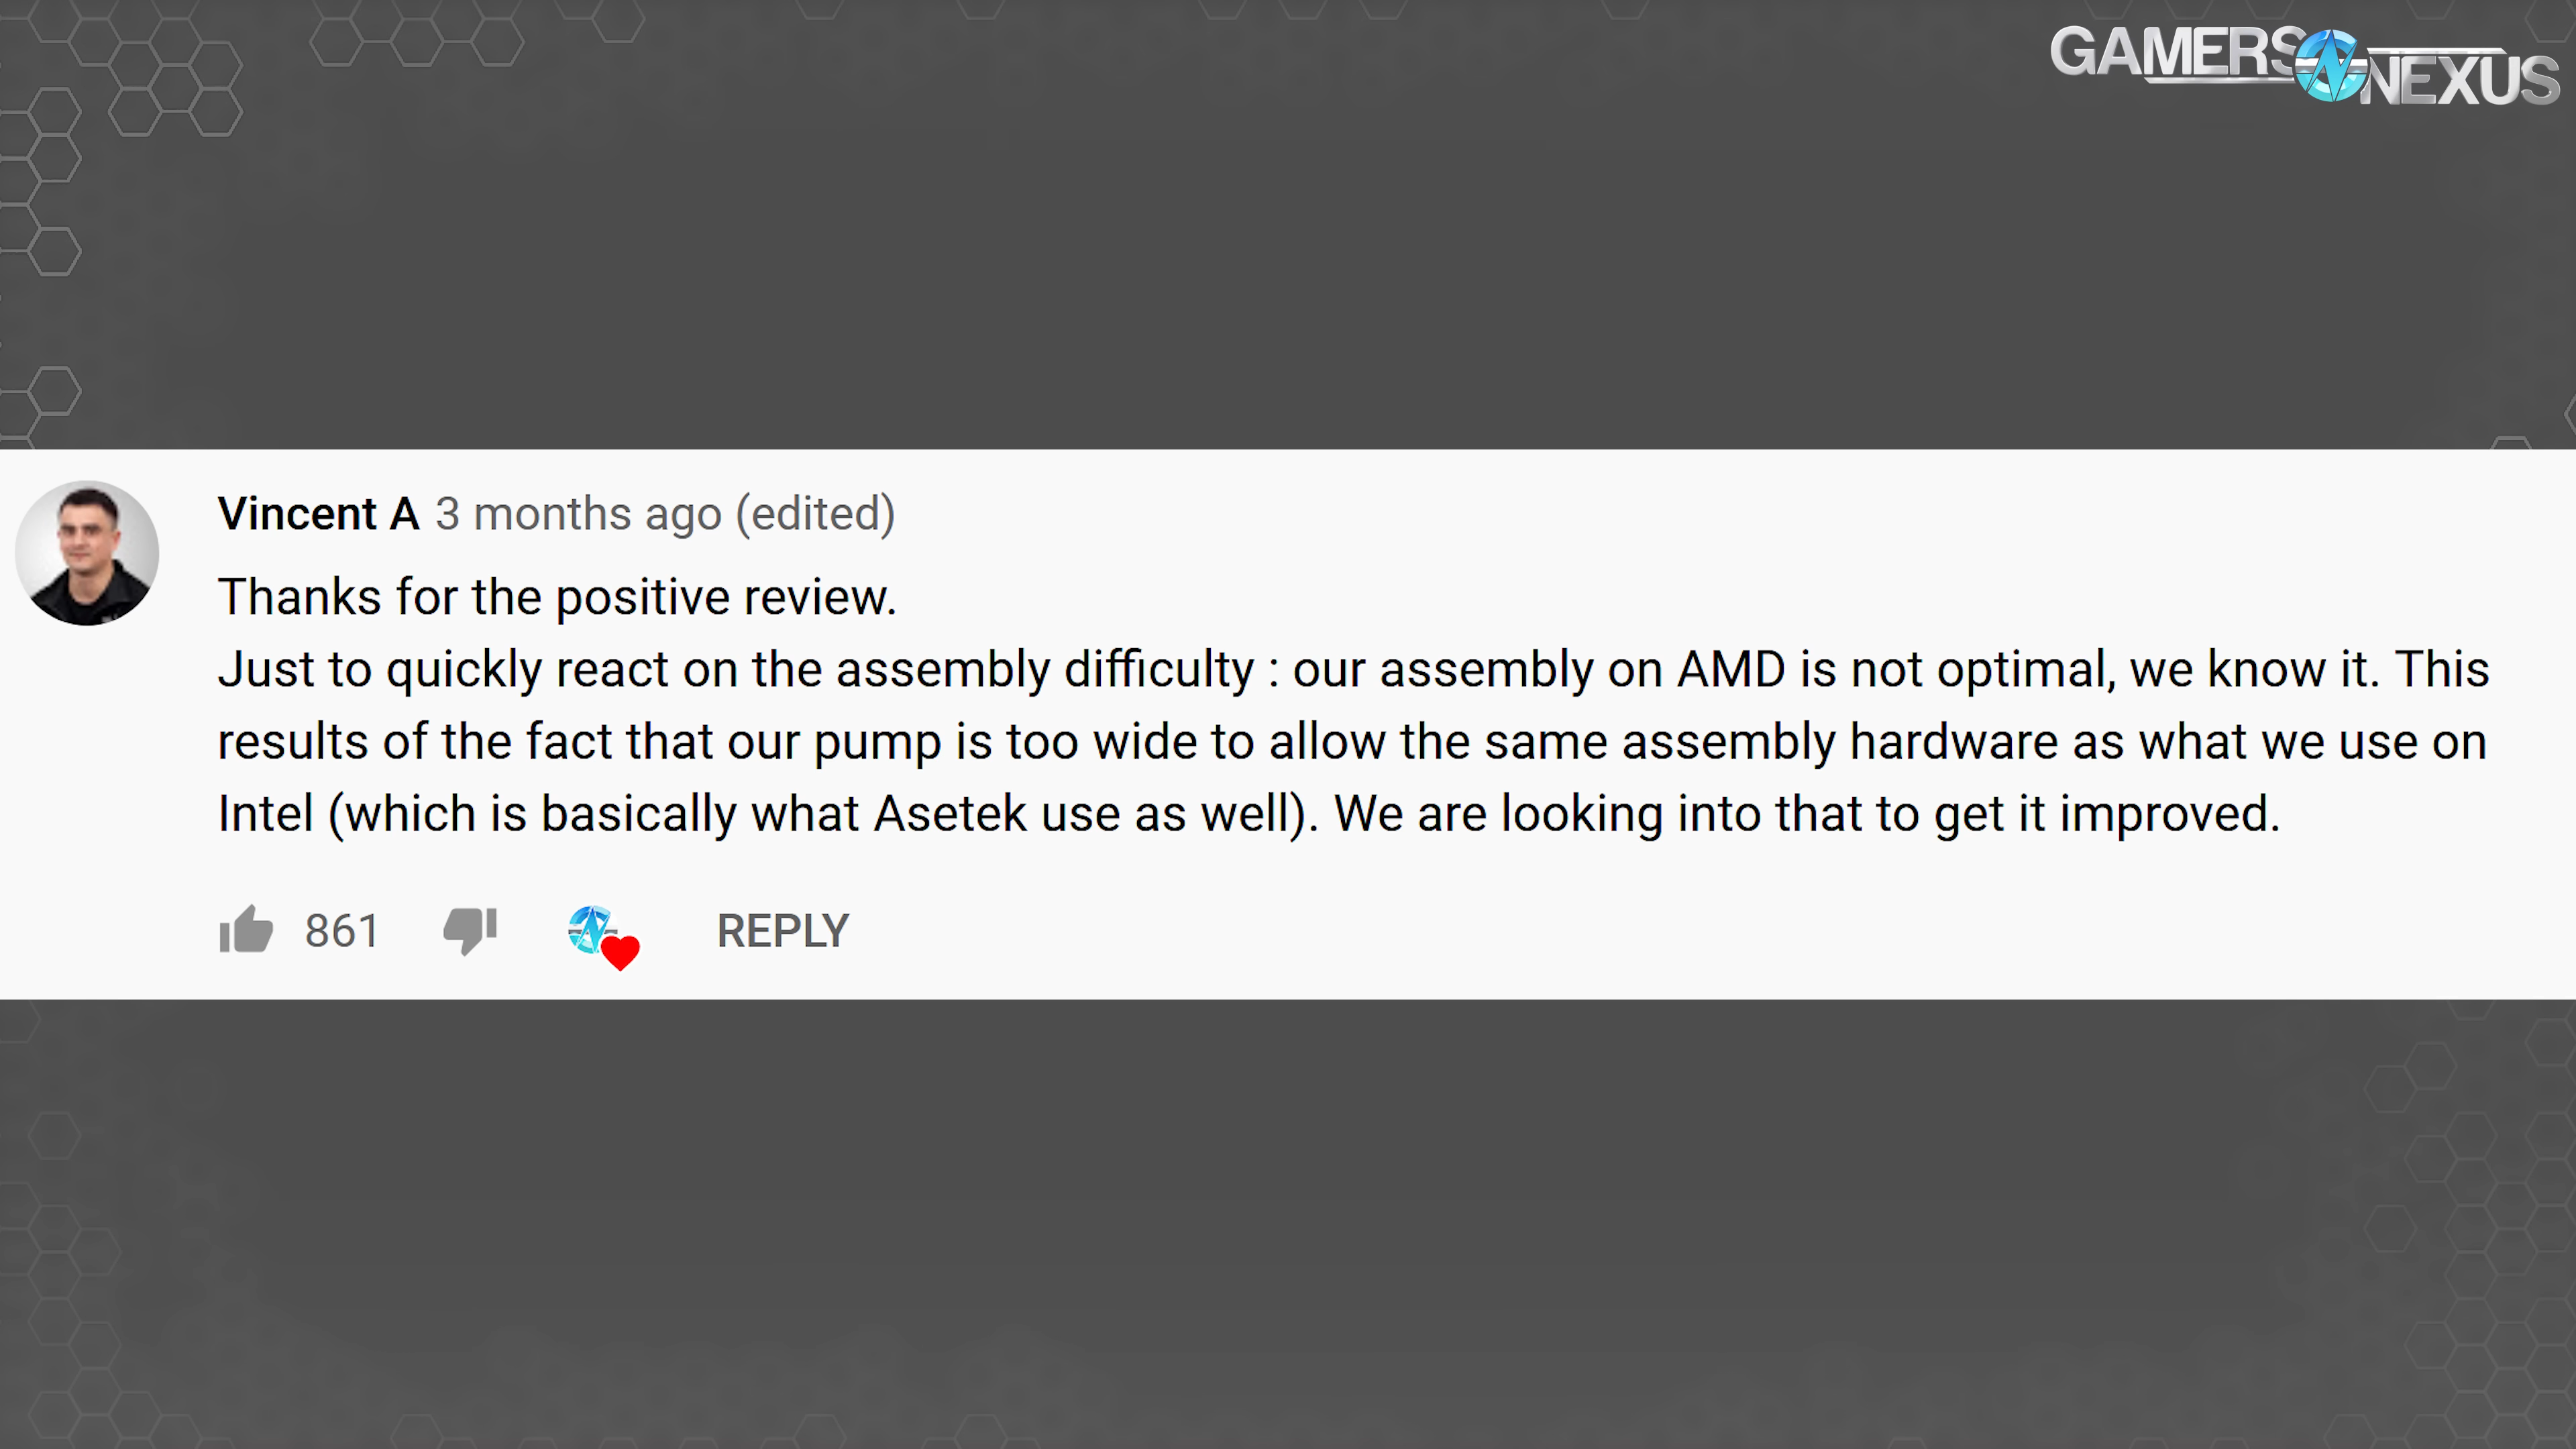 GAMERS NEXUS
Vincent A 3 months ago (edited)
Thanks for the positive review.
Just to quickly react on the assembly difficulty : our assembly on AMD is not optimal, we know it. This
results of the fact that our pump is too wide to allow the same assembly hardware as what we use on
Intel (which is basically what Asetek use as well). We are looking into that to get it improved.
861 REPLY